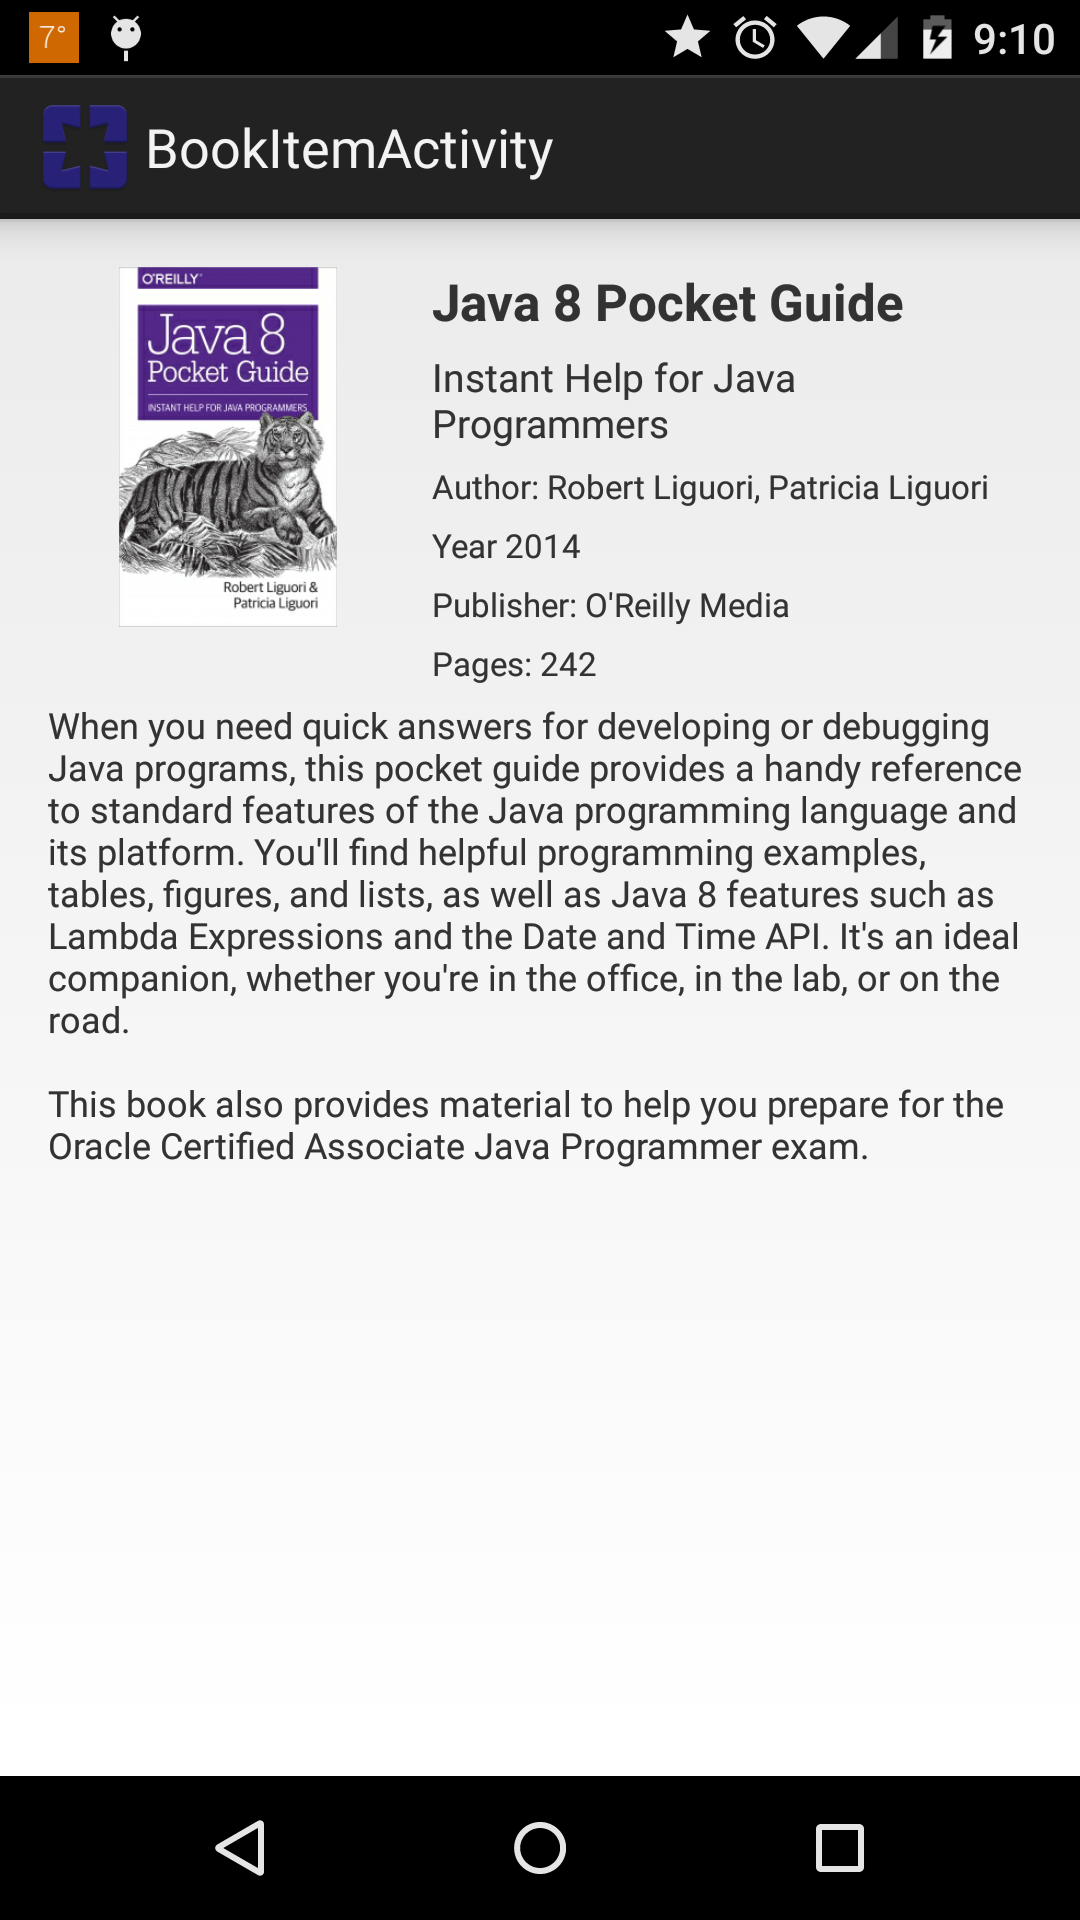 7°
9:10
BookItemActivity
O'REILLY®
Java 8
Pocket Guide
INSTANT HELP FOR JAVA PROGRAMMERS
Robert Liguori &
Patricia Liguori
Java 8 Pocket Guide
Instant Help for Java
Programmers
Author: Robert Liguori, Patricia Liguori
Year 2014
Publisher: O'Reilly Media
Pages: 242
When you need quick answers for developing or debugging
Java programs, this pocket guide provides a handy reference
to standard features of the Java programming language and
its platform. You'll find helpful programming examples,
tables, figures, and lists, as well as Java 8 features such as
Lambda Expressions and the Date and Time API. It's an ideal
companion, whether you're in the office, in the lab, or on the
road.
This book also provides material to help you prepare for the
Oracle Certified Associate Java Programmer exam.